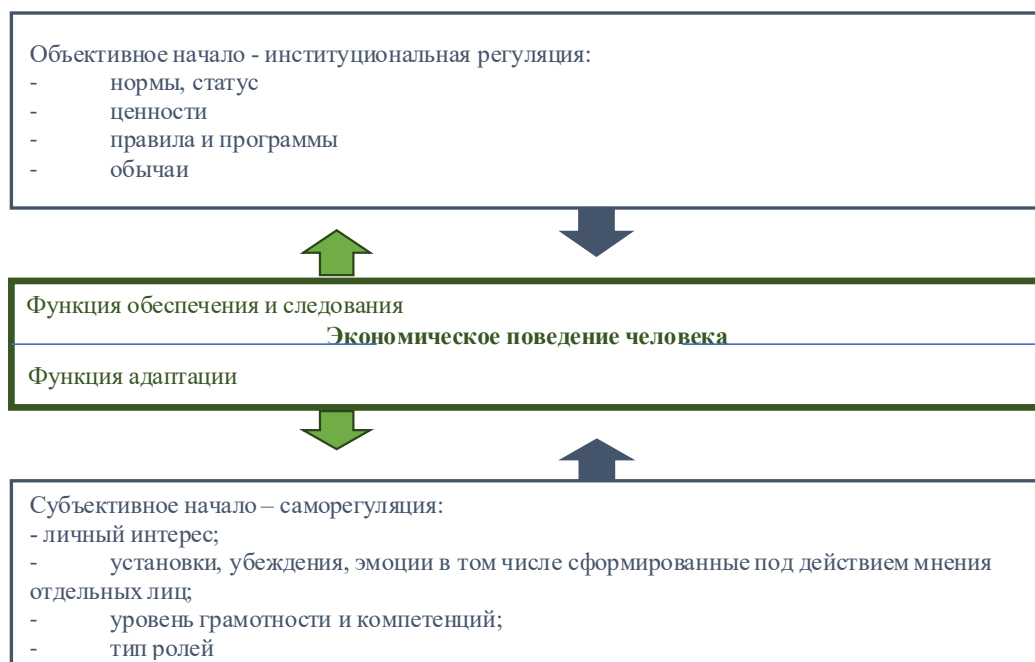 Объективное начало - институциональная регуляция:
- нормы, статус
- ценности
- правила и программы
- обычаи
Функция обеспечения и следования
Экономическое поведение человека
Функция адаптации
Субъективное начало – саморегуляция:
- личный интерес;
- установки, убеждения, эмоции в том числе сформированные под действием мнения
отдельных лиц;
- уровень грамотности и компетенций;
- тип ролей